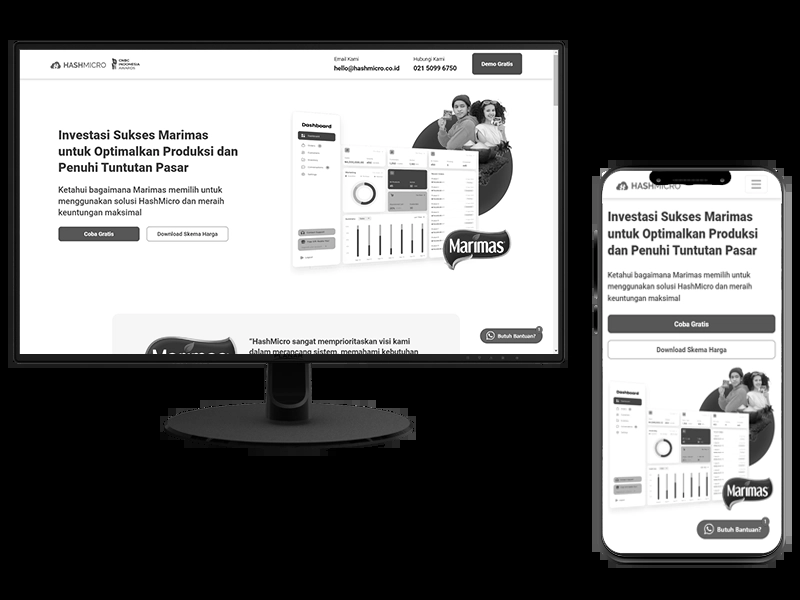 HASHMICRO
CNBC
INDONESIA
AWARDS
Email Kami
hello@hashmicro.co.id
Hubungi Kami
021 5099 6750
Demo Gratis
Investasi Sukses Marimas
untuk Optimalkan Produksi dan
Penuhi Tuntutan Pasar
Ketahui bagaimana Marimas memilih untuk
menggunakan solusi HashMicro dan meraih
keuntungan maksimal
Coba Gratis
Download Skema Harga
Dashboard
Marimas
Marimas
"HashMicro sangat memprioritaskan visi kami
dalam merancang sistem, memahami kebutuhan
Butuh Bantuan?
1
HASHMICRO
Investasi Sukses Marimas
untuk Optimalkan Produksi
dan Penuhi Tuntutan Pasar
Ketahui bagaimana Marimas memilih untuk
menggunakan solusi HashMicro dan meraih
keuntungan maksimal
Coba Gratis
Download Skema Harga
Dashboard
Marimas
Butuh Bantuan?
1